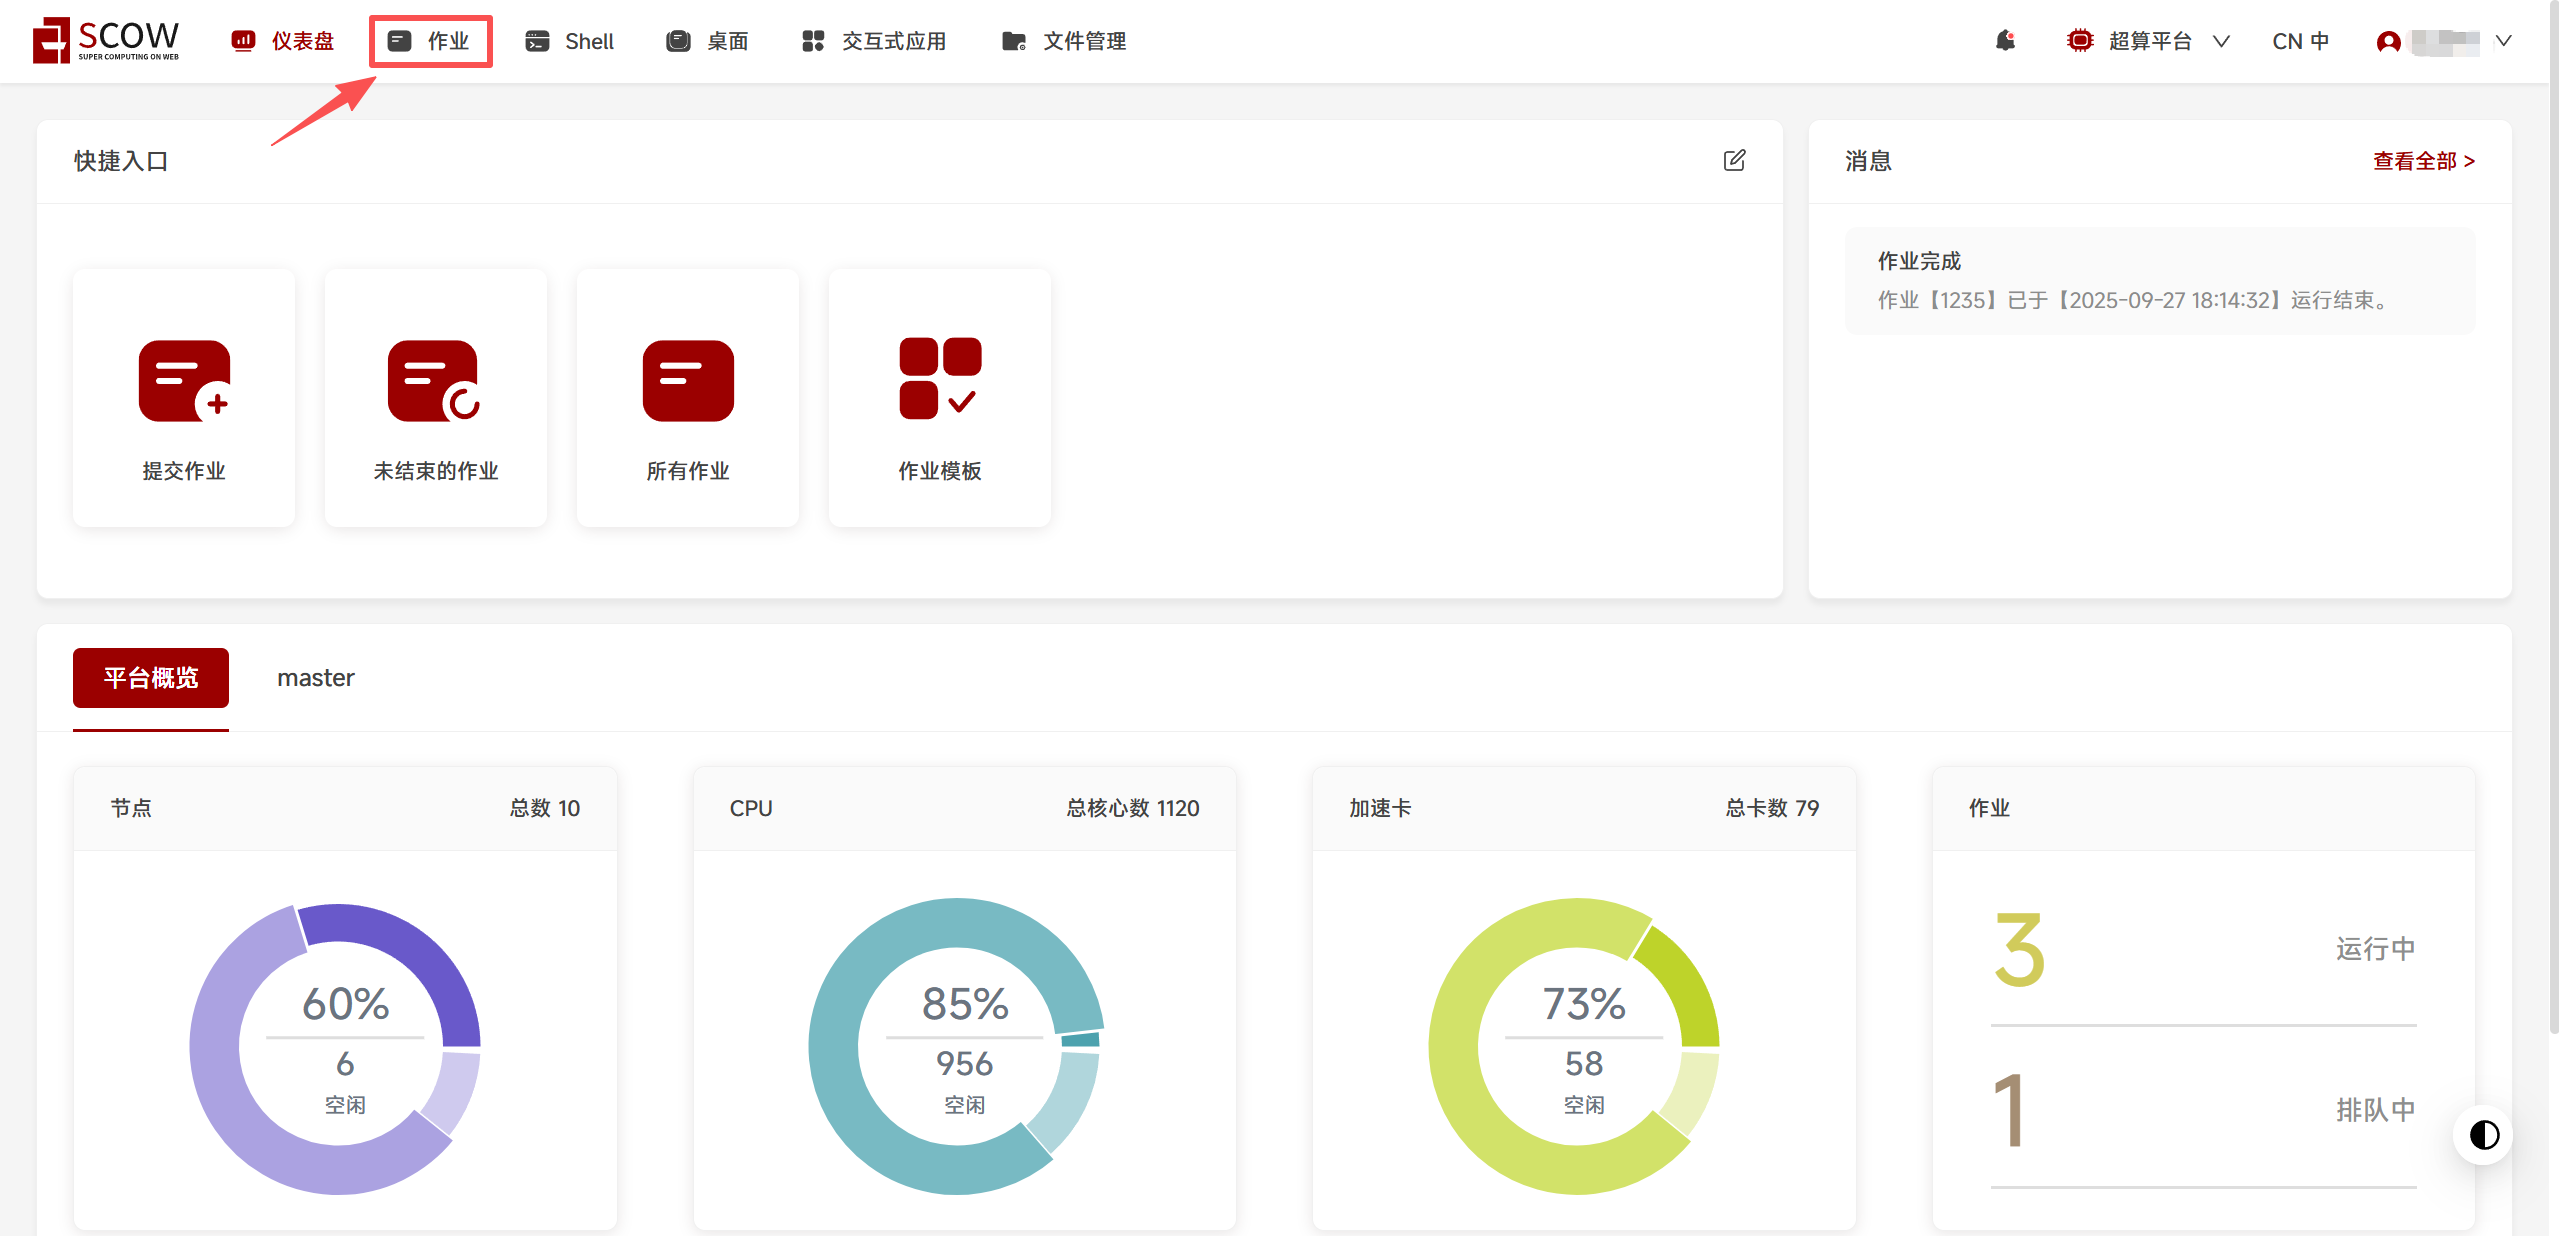 SCOW
SUPER COMPUTING ON WEB
仪表盘
作业
Shell
桌面
交互式应用
文件管理
超算平台
CN 中
快捷入口
消息
查看全部 >
作业完成
作业【1235】已于【2025-09-27 18:14:32】运行结束。
提交作业
未结束的作业
所有作业
作业模板
平台概览
master
节点
总数 10
CPU
总核心数 1120
加速卡
总卡数 79
作业
60%
6
空闲
85%
956
空闲
73%
58
空闲
3
运行中
1
排队中